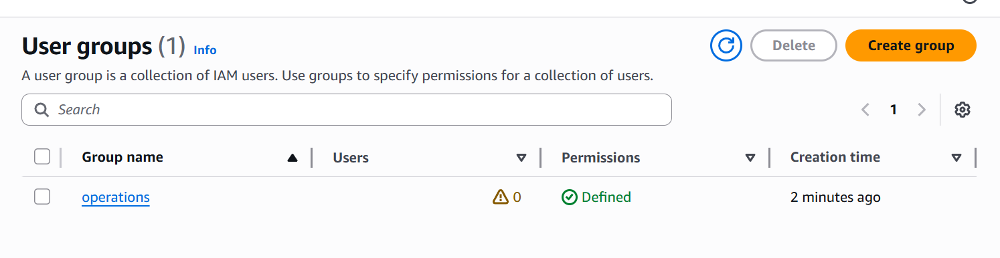 User groups (1) Info
Delete
Create group
A user group is a collection of IAM users. Use groups to specify permissions for a collection of users.
Search
1
Group name Users Permissions Creation time
operations 0 Defined 2 minutes ago